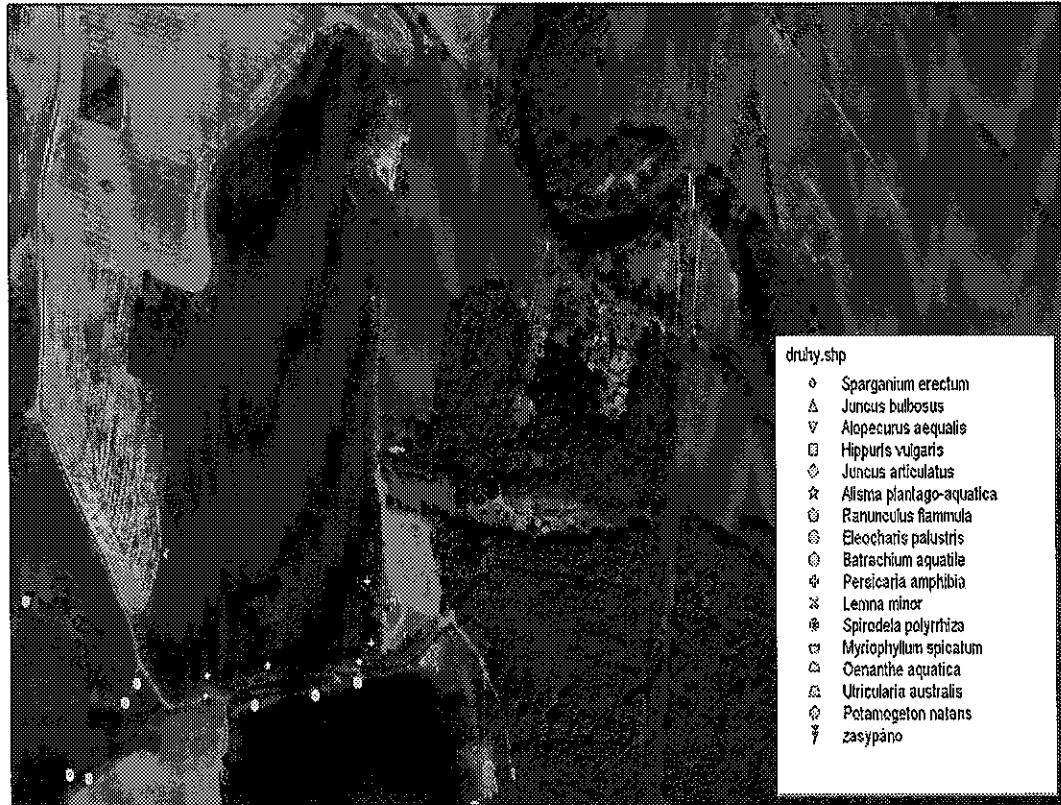 druhy.shp
Sparganium erectum
Juncus bulbosus
Alopecurus aequalis
Hippuris vulgaris
Juncus articulatus
Alisma plantago-aquatica
Ranunculus flammula
Eleocharis palustris
Batrachium aquatile
Persicaria amphibia
Lemna minor
Spirodela polyrrhiza
Myriophyllum spicatum
Oenanthe aquatica
Utricularia australis
Potamogeton natans
zasypáno